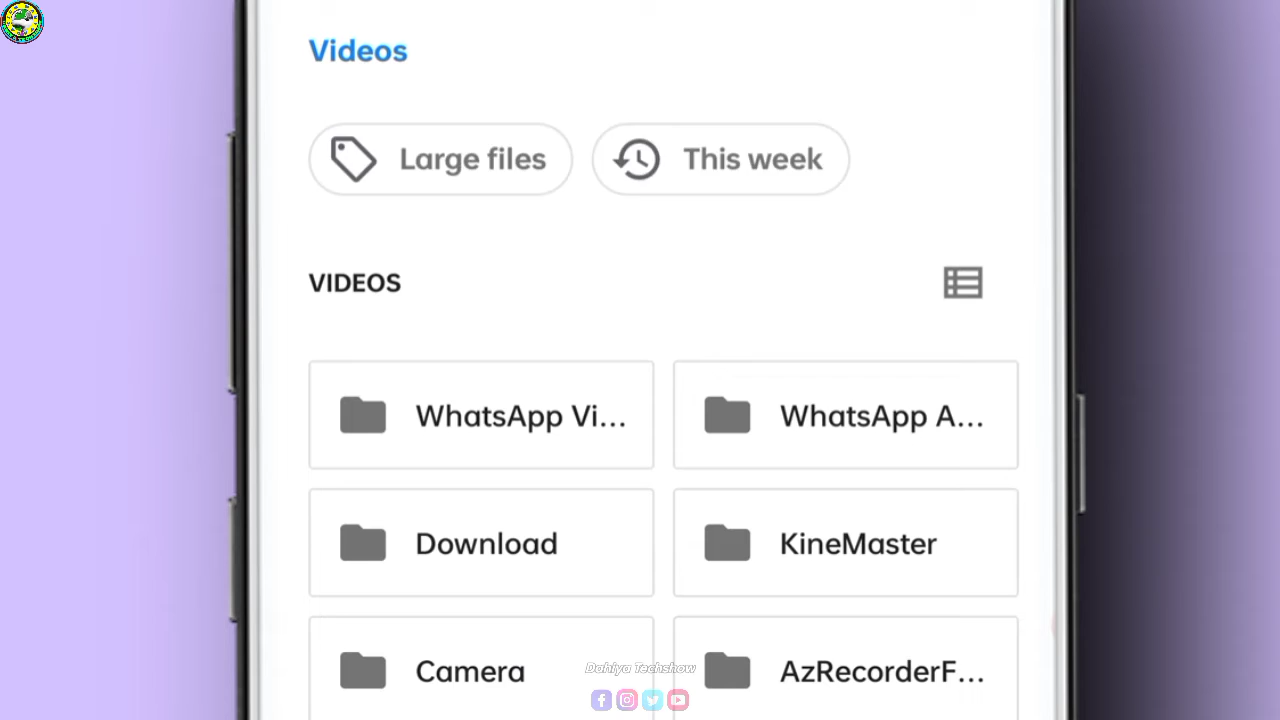 Videos
Large files
This week
VIDEOS
WhatsApp Vi...
WhatsApp A...
Download
KineMaster
Camera
AzRecorderF...
Dahiya Techshow